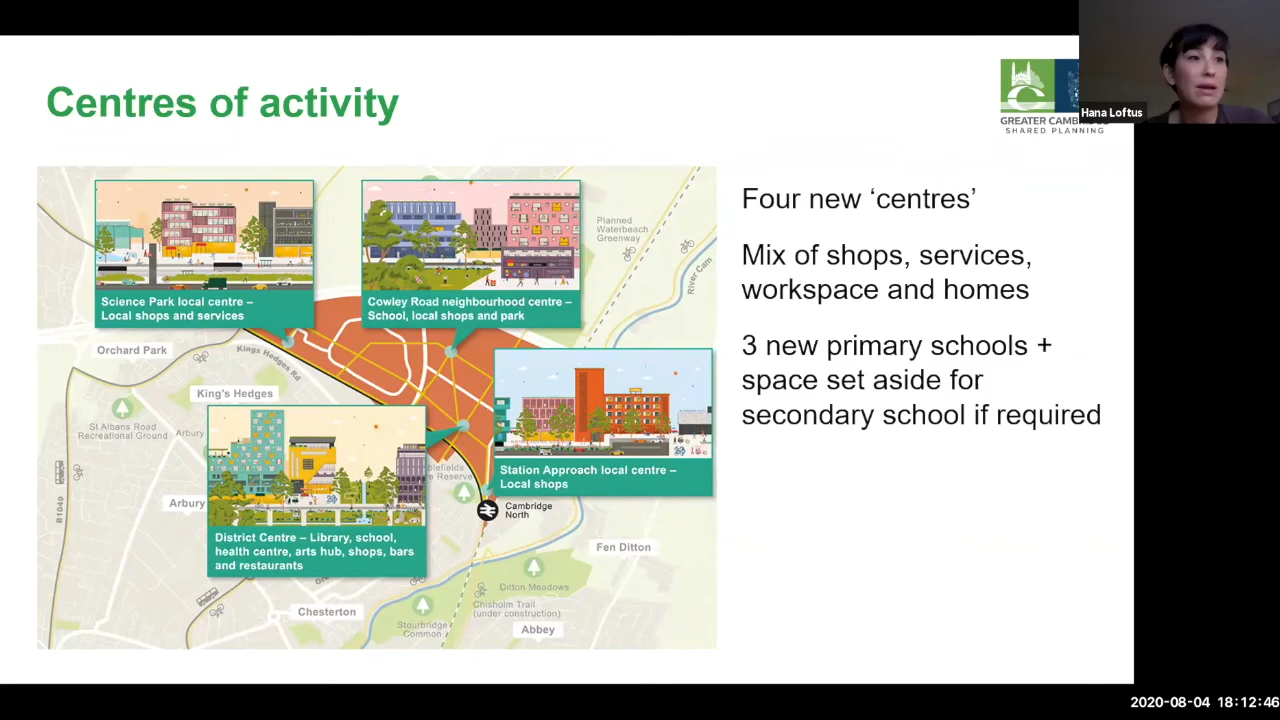 Centres of activity
GREATER CAMB
SHARED PLANNING
Hana Loftus
Four new ‘centres’
Mix of shops, services,
workspace and homes
3 new primary schools +
space set aside for
secondary school if required
Science Park local centre –
Local shops and services
Cowley Road neighbourhood centre –
School, local shops and park
Station Approach local centre –
Local shops
District Centre – Library, school,
health centre, arts hub, shops, bars
and restaurants
Planned
Waterbeach
Greenway
River Cam
Orchard Park
Kings Hedges Rd
King's Hedges
St Albans Road
Recreational Ground
Arbury
B1049
Arbury
Cambridge
North
Fen Ditton
Ditton Meadows
Chisholm Trail
(under construction)
Chesterton
Stourbridge
Common
Abbey
2020-08-04 18:12:46